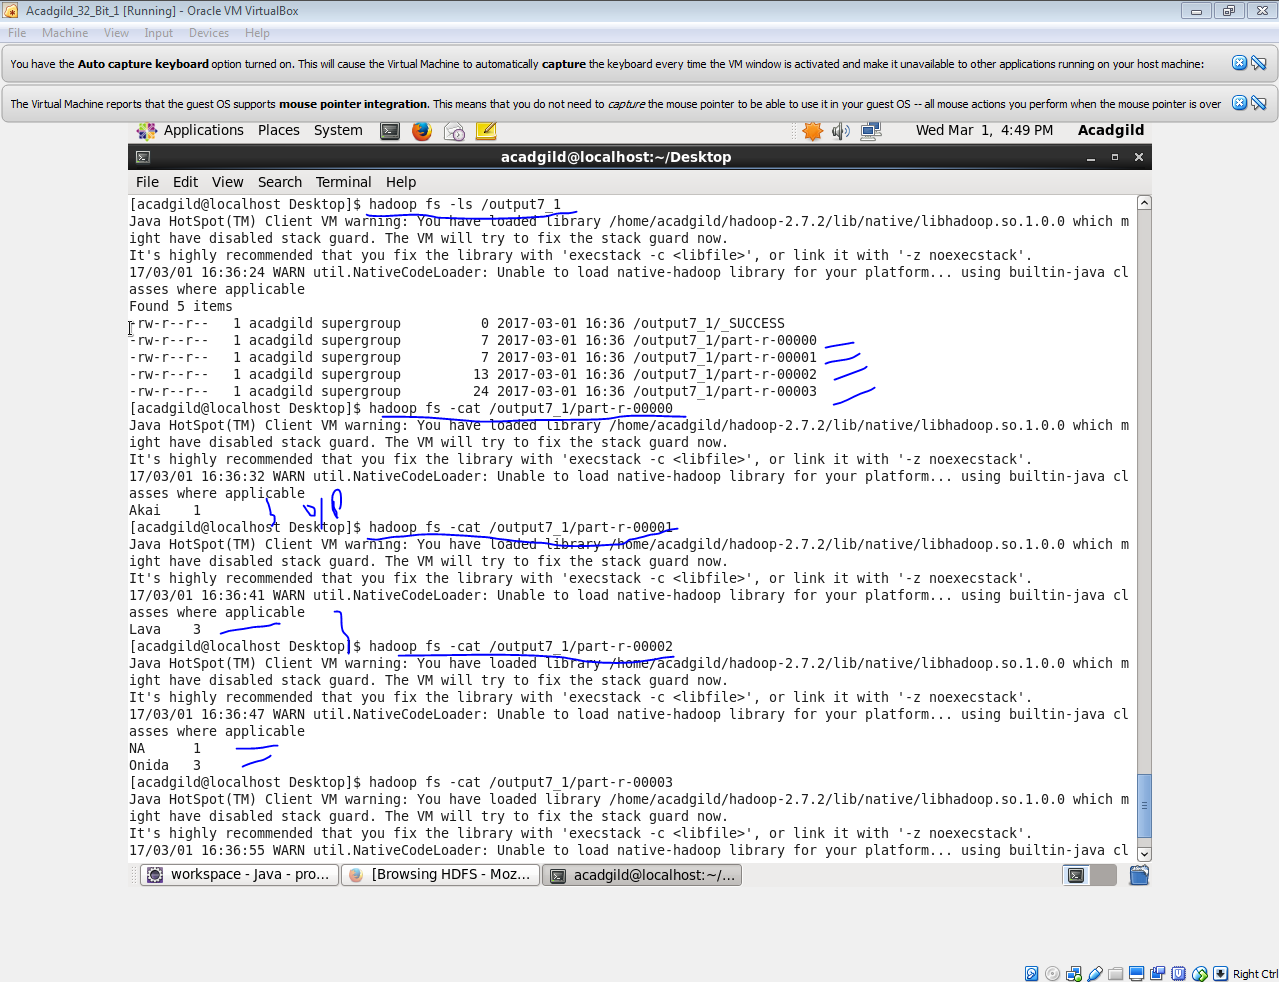 Acadgild_32_Bit_1 [Running] - Oracle VM VirtualBox
File Machine View Input Devices Help
You have the Auto capture keyboard option turned on. This will cause the Virtual Machine to automatically capture the keyboard every time the VM window is activated and make it unavailable to other applications running on your host machine:
The Virtual Machine reports that the guest OS supports mouse pointer integration. This means that you do not need to capture the mouse pointer to be able to use it in your guest OS -- all mouse actions you perform when the mouse pointer is over
Applications Places System Wed Mar 1, 4:49 PM Acadgild
acadgild@localhost:~/Desktop
File Edit View Search Terminal Help
[acadgild@localhost Desktop]$ hadoop fs -ls /output7_1
Java HotSpot(TM) Client VM warning: You have loaded library /home/acadgild/hadoop-2.7.2/lib/native/libhadoop.so.1.0.0 which m
ight have disabled stack guard. The VM will try to fix the stack guard now.
It's highly recommended that you fix the library with 'execstack -c <libfile>', or link it with '-z noexecstack'.
17/03/01 16:36:24 WARN util.NativeCodeLoader: Unable to load native-hadoop library for your platform... using builtin-java cl
asses where applicable
Found 5 items
-rw-r--r--   1 acadgild supergroup          0 2017-03-01 16:36 /output7_1/_SUCCESS
-rw-r--r--   1 acadgild supergroup          7 2017-03-01 16:36 /output7_1/part-r-00000
-rw-r--r--   1 acadgild supergroup          7 2017-03-01 16:36 /output7_1/part-r-00001
-rw-r--r--   1 acadgild supergroup         13 2017-03-01 16:36 /output7_1/part-r-00002
-rw-r--r--   1 acadgild supergroup         24 2017-03-01 16:36 /output7_1/part-r-00003
[acadgild@localhost Desktop]$ hadoop fs -cat /output7_1/part-r-00000
Java HotSpot(TM) Client VM warning: You have loaded library /home/acadgild/hadoop-2.7.2/lib/native/libhadoop.so.1.0.0 which m
ight have disabled stack guard. The VM will try to fix the stack guard now.
It's highly recommended that you fix the library with 'execstack -c <libfile>', or link it with '-z noexecstack'.
17/03/01 16:36:32 WARN util.NativeCodeLoader: Unable to load native-hadoop library for your platform... using builtin-java cl
asses where applicable
Akai    1
o/p
[acadgild@localhost Desktop]$ hadoop fs -cat /output7_1/part-r-00001
Java HotSpot(TM) Client VM warning: You have loaded library /home/acadgild/hadoop-2.7.2/lib/native/libhadoop.so.1.0.0 which m
ight have disabled stack guard. The VM will try to fix the stack guard now.
It's highly recommended that you fix the library with 'execstack -c <libfile>', or link it with '-z noexecstack'.
17/03/01 16:36:41 WARN util.NativeCodeLoader: Unable to load native-hadoop library for your platform... using builtin-java cl
asses where applicable
Lava    3
[acadgild@localhost Desktop]$ hadoop fs -cat /output7_1/part-r-00002
Java HotSpot(TM) Client VM warning: You have loaded library /home/acadgild/hadoop-2.7.2/lib/native/libhadoop.so.1.0.0 which m
ight have disabled stack guard. The VM will try to fix the stack guard now.
It's highly recommended that you fix the library with 'execstack -c <libfile>', or link it with '-z noexecstack'.
17/03/01 16:36:47 WARN util.NativeCodeLoader: Unable to load native-hadoop library for your platform... using builtin-java cl
asses where applicable
NA      1
Onida   3
[acadgild@localhost Desktop]$ hadoop fs -cat /output7_1/part-r-00003
Java HotSpot(TM) Client VM warning: You have loaded library /home/acadgild/hadoop-2.7.2/lib/native/libhadoop.so.1.0.0 which m
ight have disabled stack guard. The VM will try to fix the stack guard now.
It's highly recommended that you fix the library with 'execstack -c <libfile>', or link it with '-z noexecstack'.
17/03/01 16:36:55 WARN util.NativeCodeLoader: Unable to load native-hadoop library for your platform... using builtin-java cl
workspace - Java - pro... [Browsing HDFS - Moz... acadgild@localhost:~/...
Right Ctrl